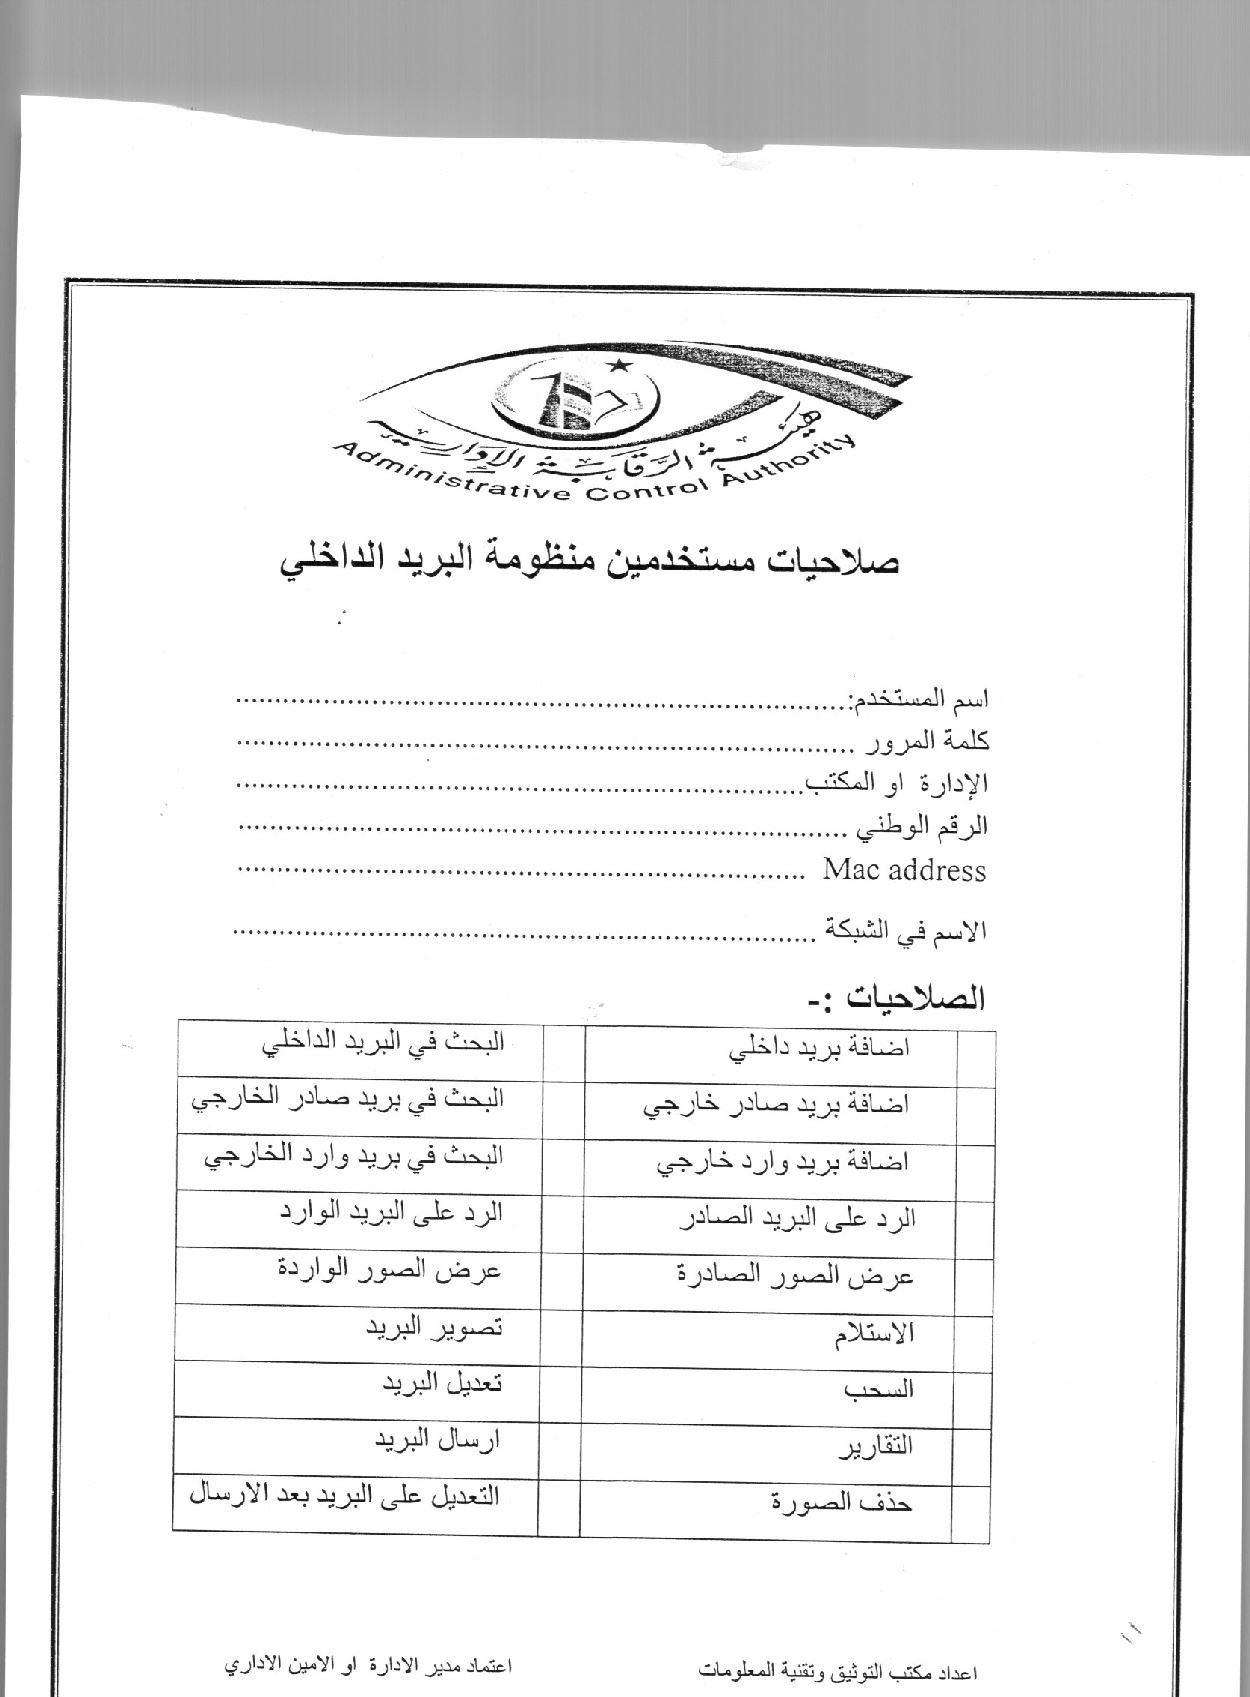 هيئة الرقابة الإدارية
Administrative Control Authority
صلاحيات مستخدمين منظومة البريد الداخلي
اسم المستخدم:................................................................................
كلمة المرور ................................................................................
الإدارة او المكتب..........................................................................
الرقم الوطني ...............................................................................
Mac address ..........................................................................
الاسم في الشبكة ............................................................................
الصلاحيات :-
اضافة بريد داخلي البحث في البريد الداخلي
اضافة بريد صادر خارجي البحث في بريد صادر الخارجي
اضافة بريد وارد خارجي البحث في بريد وارد الخارجي
الرد على البريد الصادر الرد على البريد الوارد
عرض الصور الصادرة عرض الصور الواردة
الاستلام تصوير البريد
السحب تعديل البريد
التقارير ارسال البريد
حذف الصورة التعديل على البريد بعد الارسال
اعداد مكتب التوثيق وتقنية المعلومات اعتماد مدير الادارة او الامين الاداري